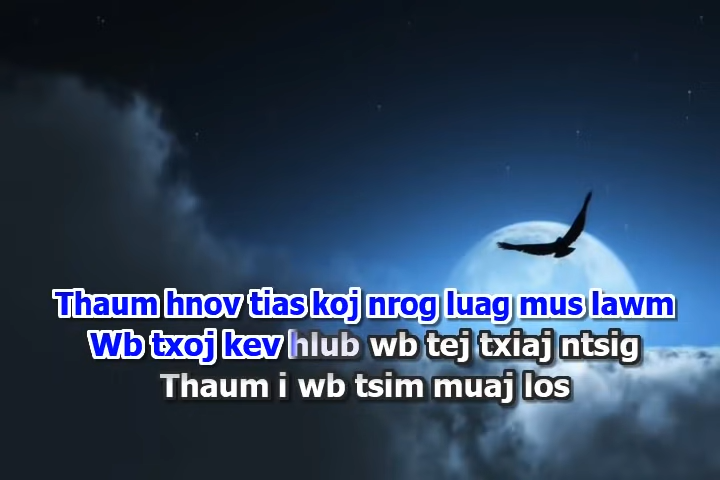 Thaum hnov tias koj nrog luag mus lawm
Wb txoj kev hlub wb tej txiaj ntsig
Thaum i wb tsim muaj los